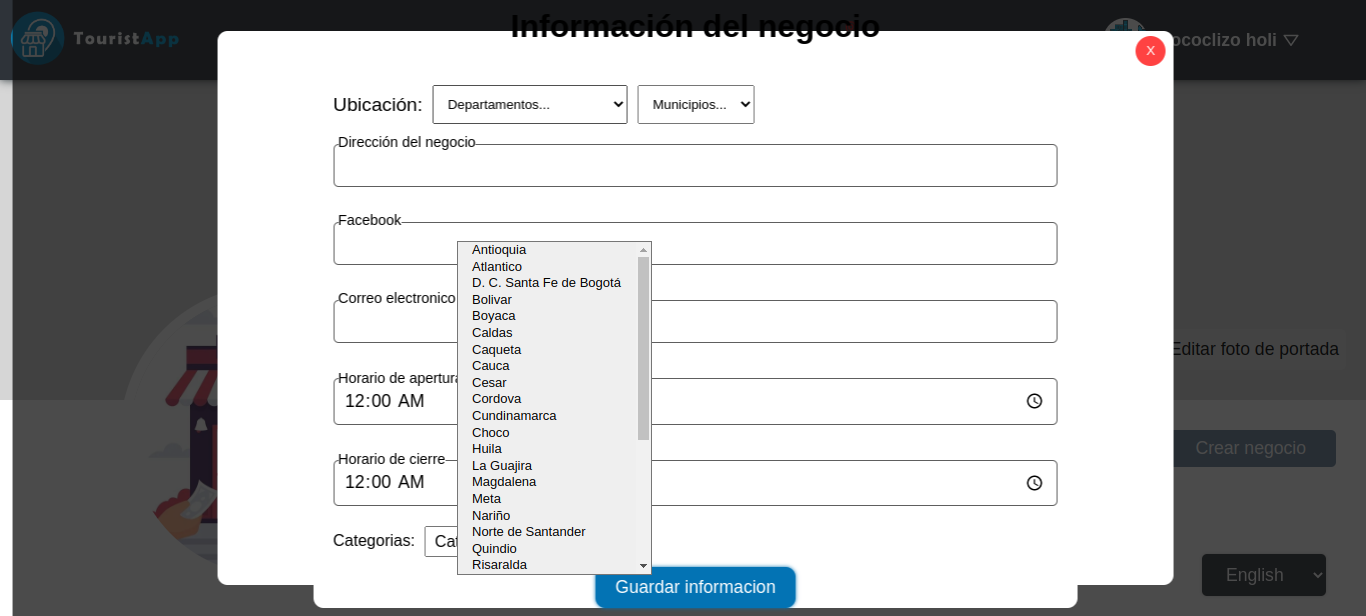 Información del negocio
TouristApp
ococlizo holi
X
Ubicación: Departamentos... Municipios...
Dirección del negocio
Facebook
Antioquia
Atlantico
D. C. Santa Fe de Bogotá
Correo electronico
Bolivar
Boyaca
Caldas
Caqueta
Editar foto de portada
Cauca
Horario de apertura
Cesar
12:00 AM
Cordova
Cundinamarca
Choco
Huila
Crear negocio
Horario de cierre
La Guajira
12:00 AM
Magdalena
Meta
Nariño
Norte de Santander
Categorias: Cat
Quindio
Risaralda
Guardar informacion
English